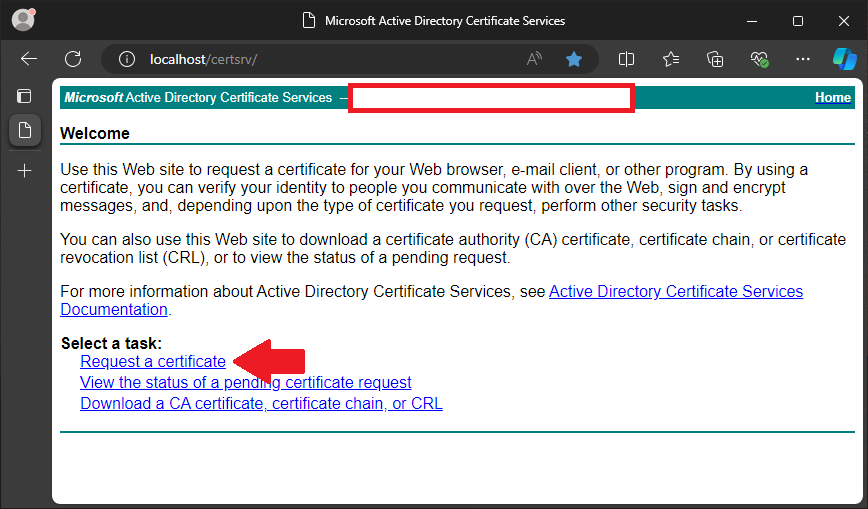 Microsoft Active Directory Certificate Services
localhost/certsrv/
Microsoft Active Directory Certificate Services –
Home
Welcome
Use this Web site to request a certificate for your Web browser, e-mail client, or other program. By using a
certificate, you can verify your identity to people you communicate with over the Web, sign and encrypt
messages, and, depending upon the type of certificate you request, perform other security tasks.
You can also use this Web site to download a certificate authority (CA) certificate, certificate chain, or certificate
revocation list (CRL), or to view the status of a pending request.
For more information about Active Directory Certificate Services, see Active Directory Certificate Services
Documentation.
Select a task:
Request a certificate
View the status of a pending certificate request
Download a CA certificate, certificate chain, or CRL